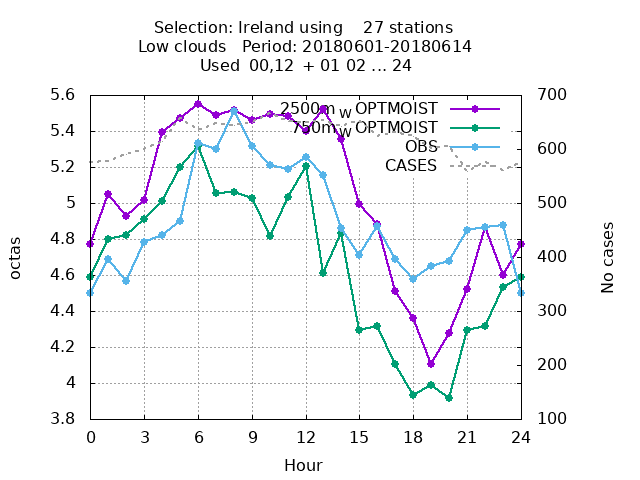 Selection: Ireland using    27 stations
Low clouds   Period: 20180601-20180614
Used  00,12  + 01 02 ... 24
5.6
5.4
5.2
5
4.8
4.6
4.4
4.2
4
3.8
octas
700
600
500
400
300
200
100
No cases
2500m_W OPTMOIST
750m_W OPTMOIST
OBS
CASES
0 3 6 9 12 15 18 21 24
Hour